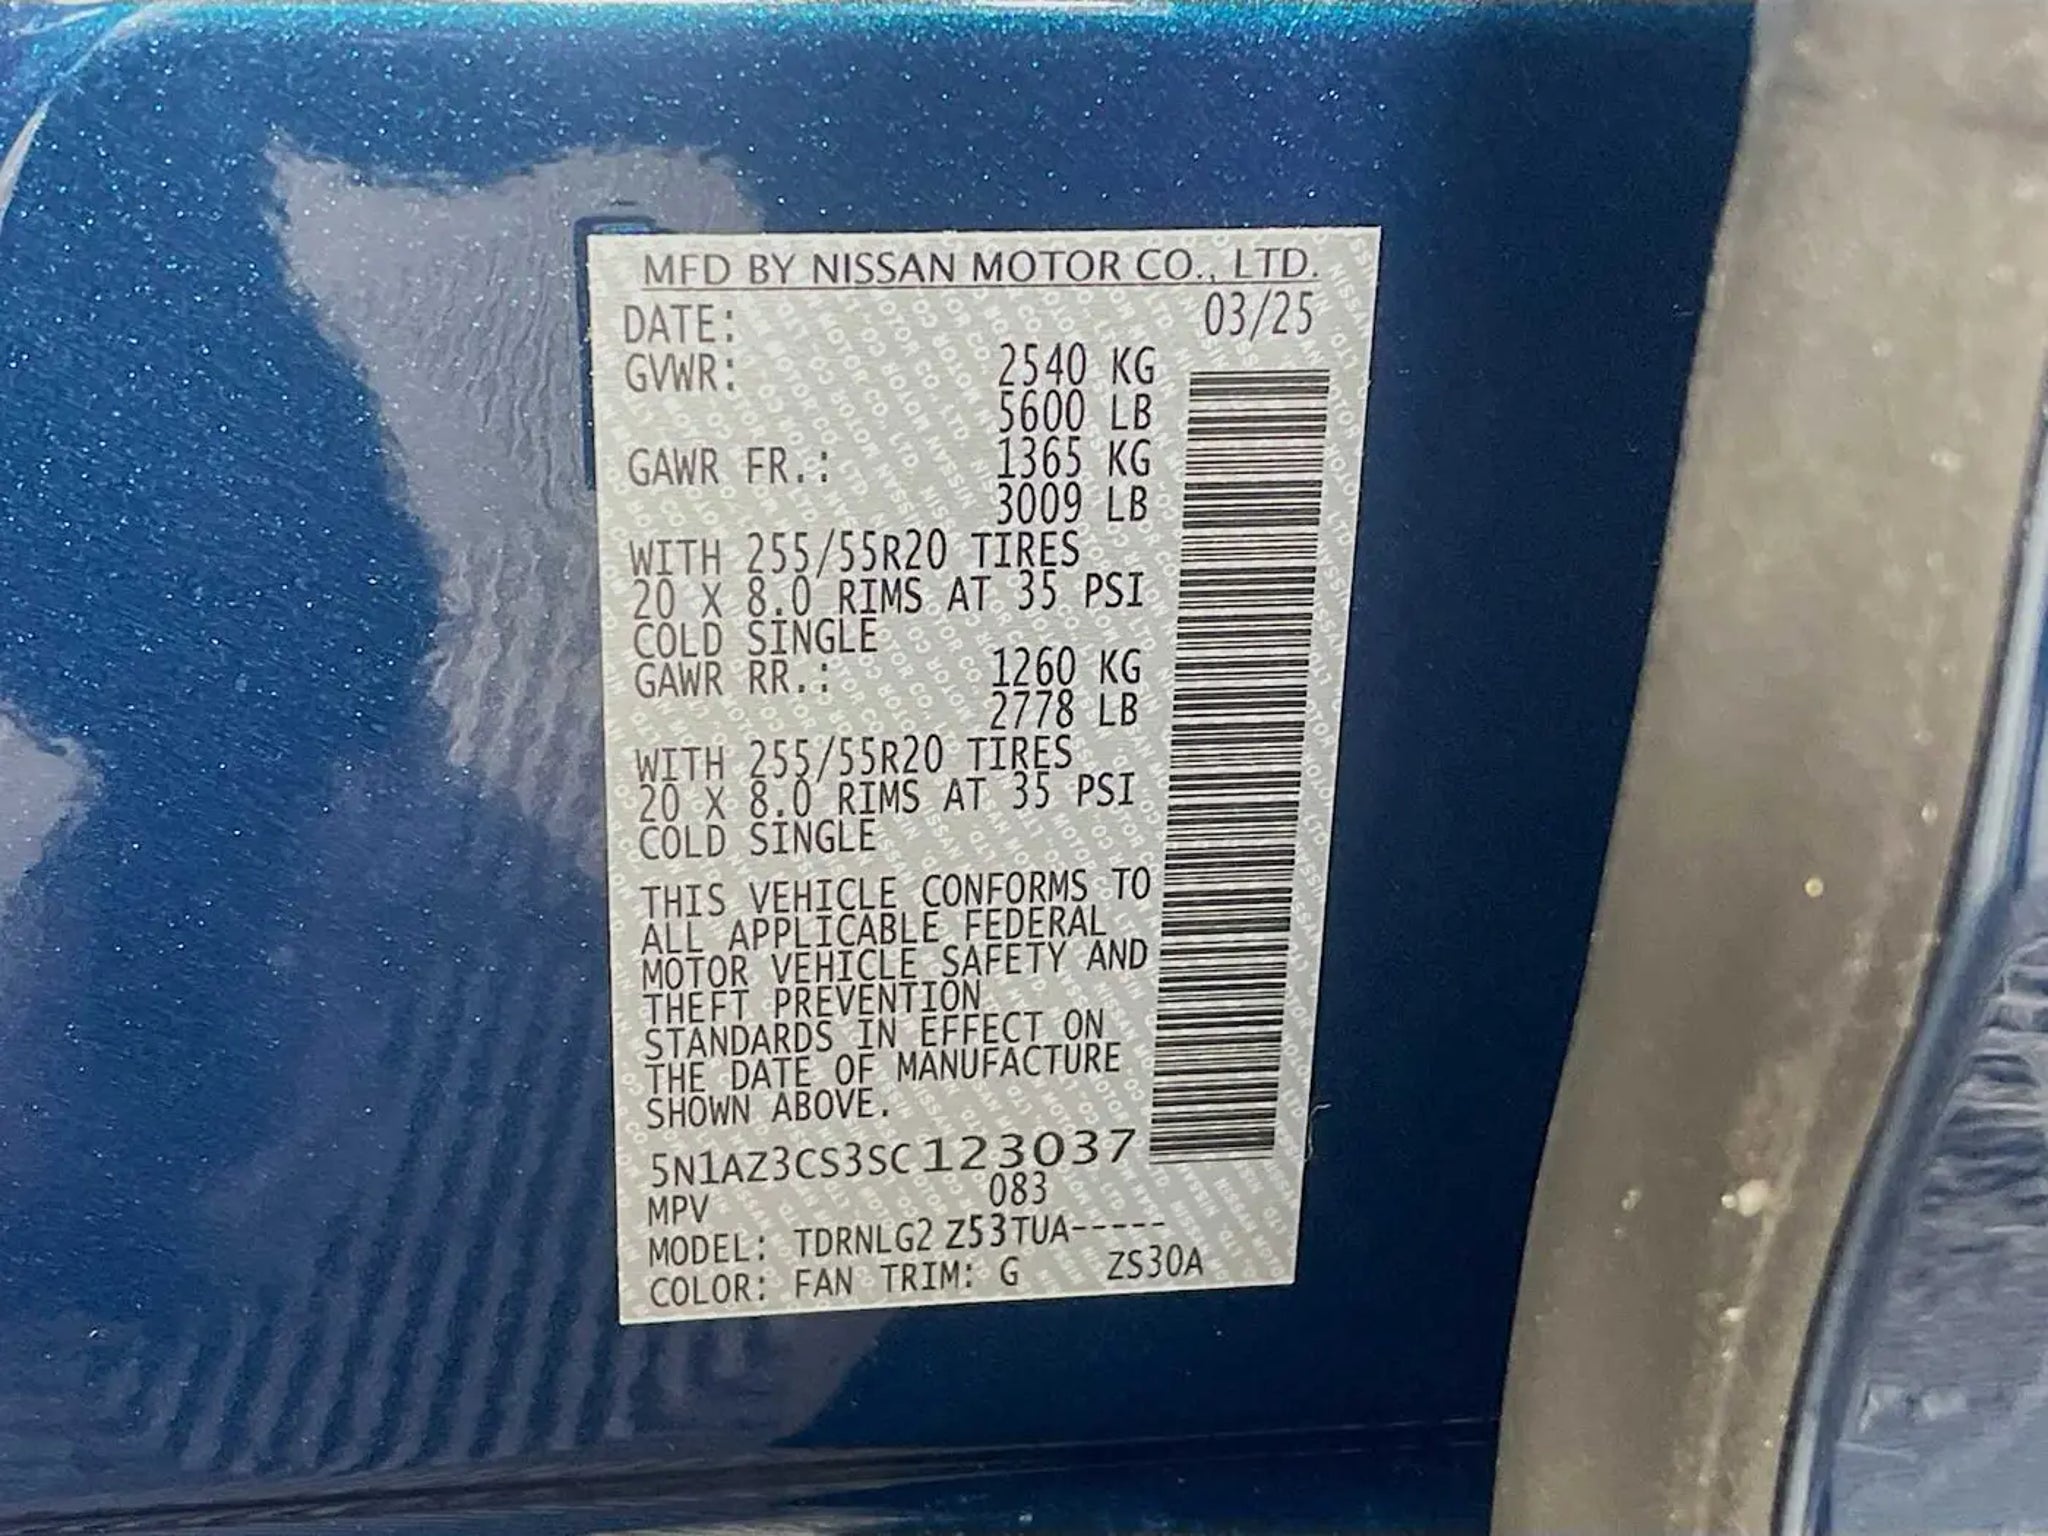 MFD BY NISSAN MOTOR CO., LTD.
DATE: 03/25
GVWR: 2540 KG
5600 LB
GAWR FR.: 1365 KG
3009 LB
WITH 255/55R20 TIRES
20 X 8.0 RIMS AT 35 PSI
COLD SINGLE
GAWR RR.: 1260 KG
2778 LB
WITH 255/55R20 TIRES
20 X 8.0 RIMS AT 35 PSI
COLD SINGLE
THIS VEHICLE CONFORMS TO
ALL APPLICABLE FEDERAL
MOTOR VEHICLE SAFETY AND
THEFT PREVENTION
STANDARDS IN EFFECT ON
THE DATE OF MANUFACTURE
SHOWN ABOVE.
5N1AZ3CS3SC123037
MPV 083
MODEL: TDRNLG2 Z53TUA-----
COLOR: FAN TRIM: G ZS30A